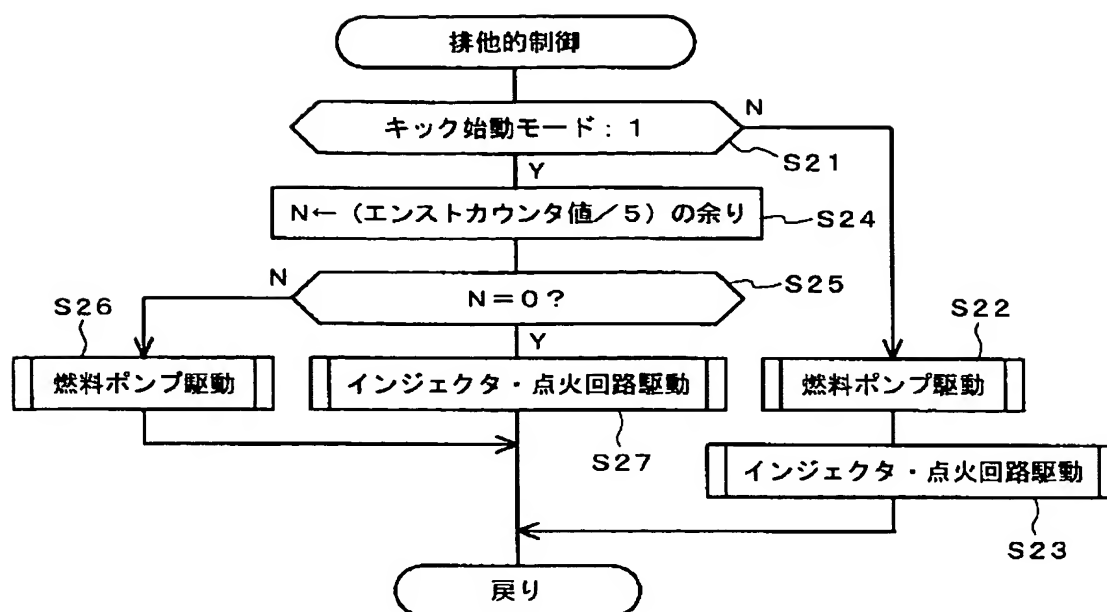 排他的制御
キック始動モード：１
N
S21
Y
N←（エンストカウンタ値／５）の余り
S24
N
N＝０？
S25
S26
Y
S22
燃料ポンプ駆動
インジェクタ・点火回路駆動
燃料ポンプ駆動
S27
インジェクタ・点火回路駆動
S23
戻り